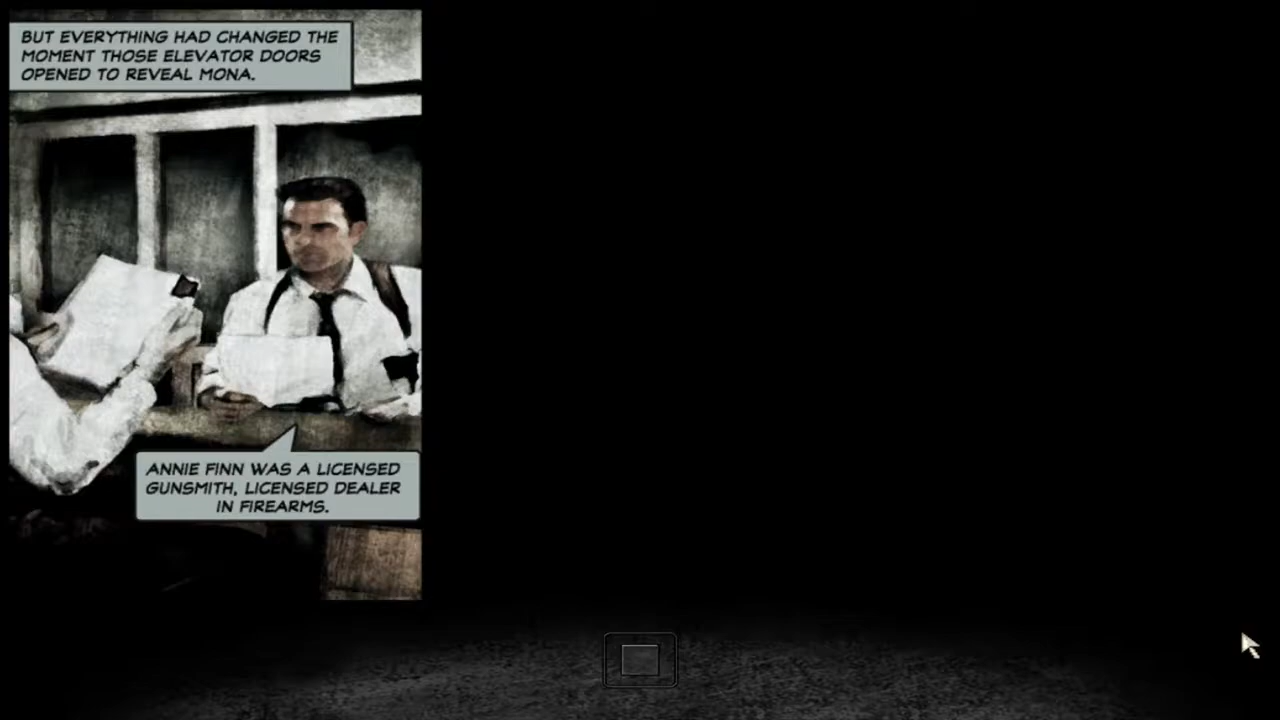 BUT EVERYTHING HAD CHANGED THE
MOMENT THOSE ELEVATOR DOORS
OPENED TO REVEAL MONA.
ANNIE FINN WAS A LICENSED
GUNSMITH, LICENSED DEALER
IN FIREARMS.